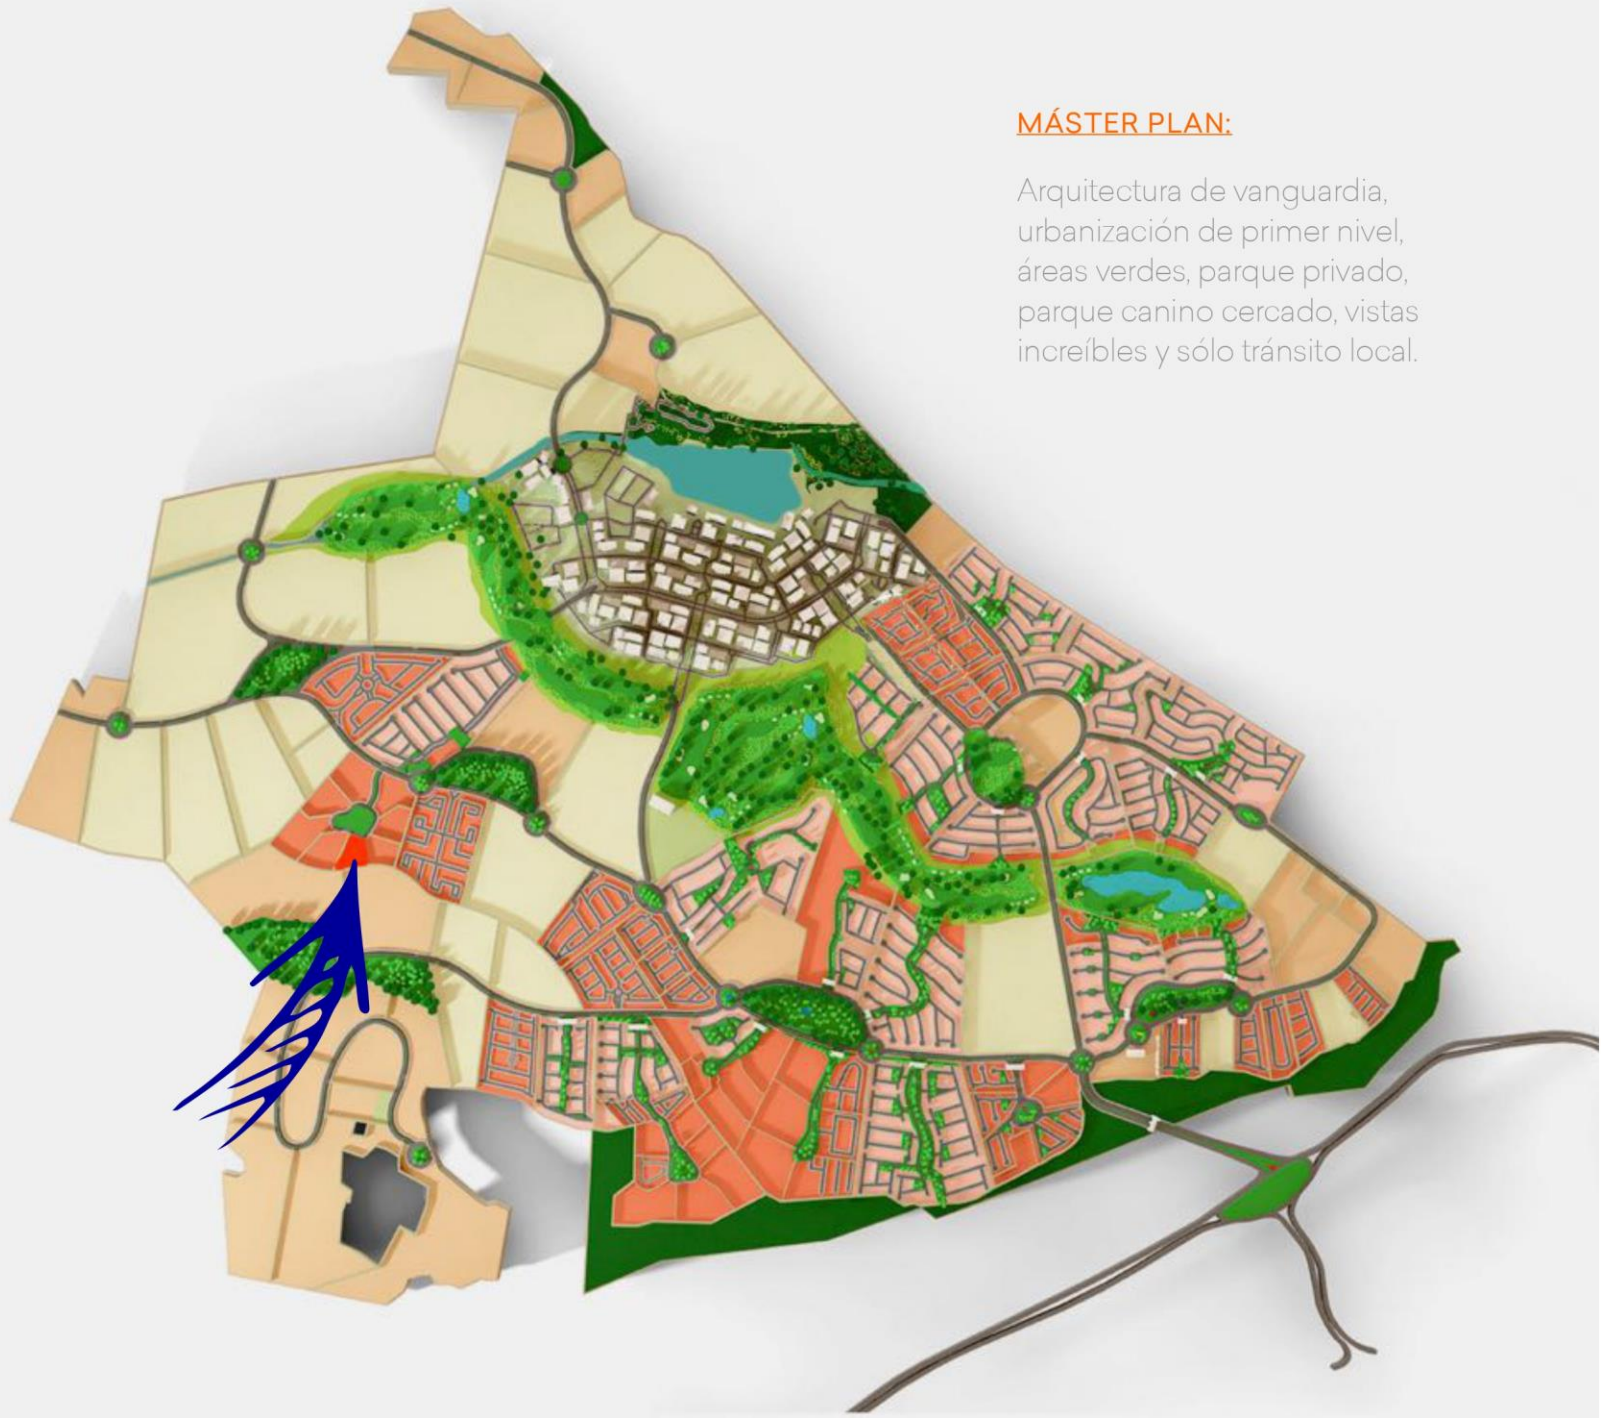 MÁSTER PLAN:
Arquitectura de vanguardia,
urbanización de primer nivel,
áreas verdes, parque privado,
parque canino cercado, vistas
increíbles y sólo tránsito local.